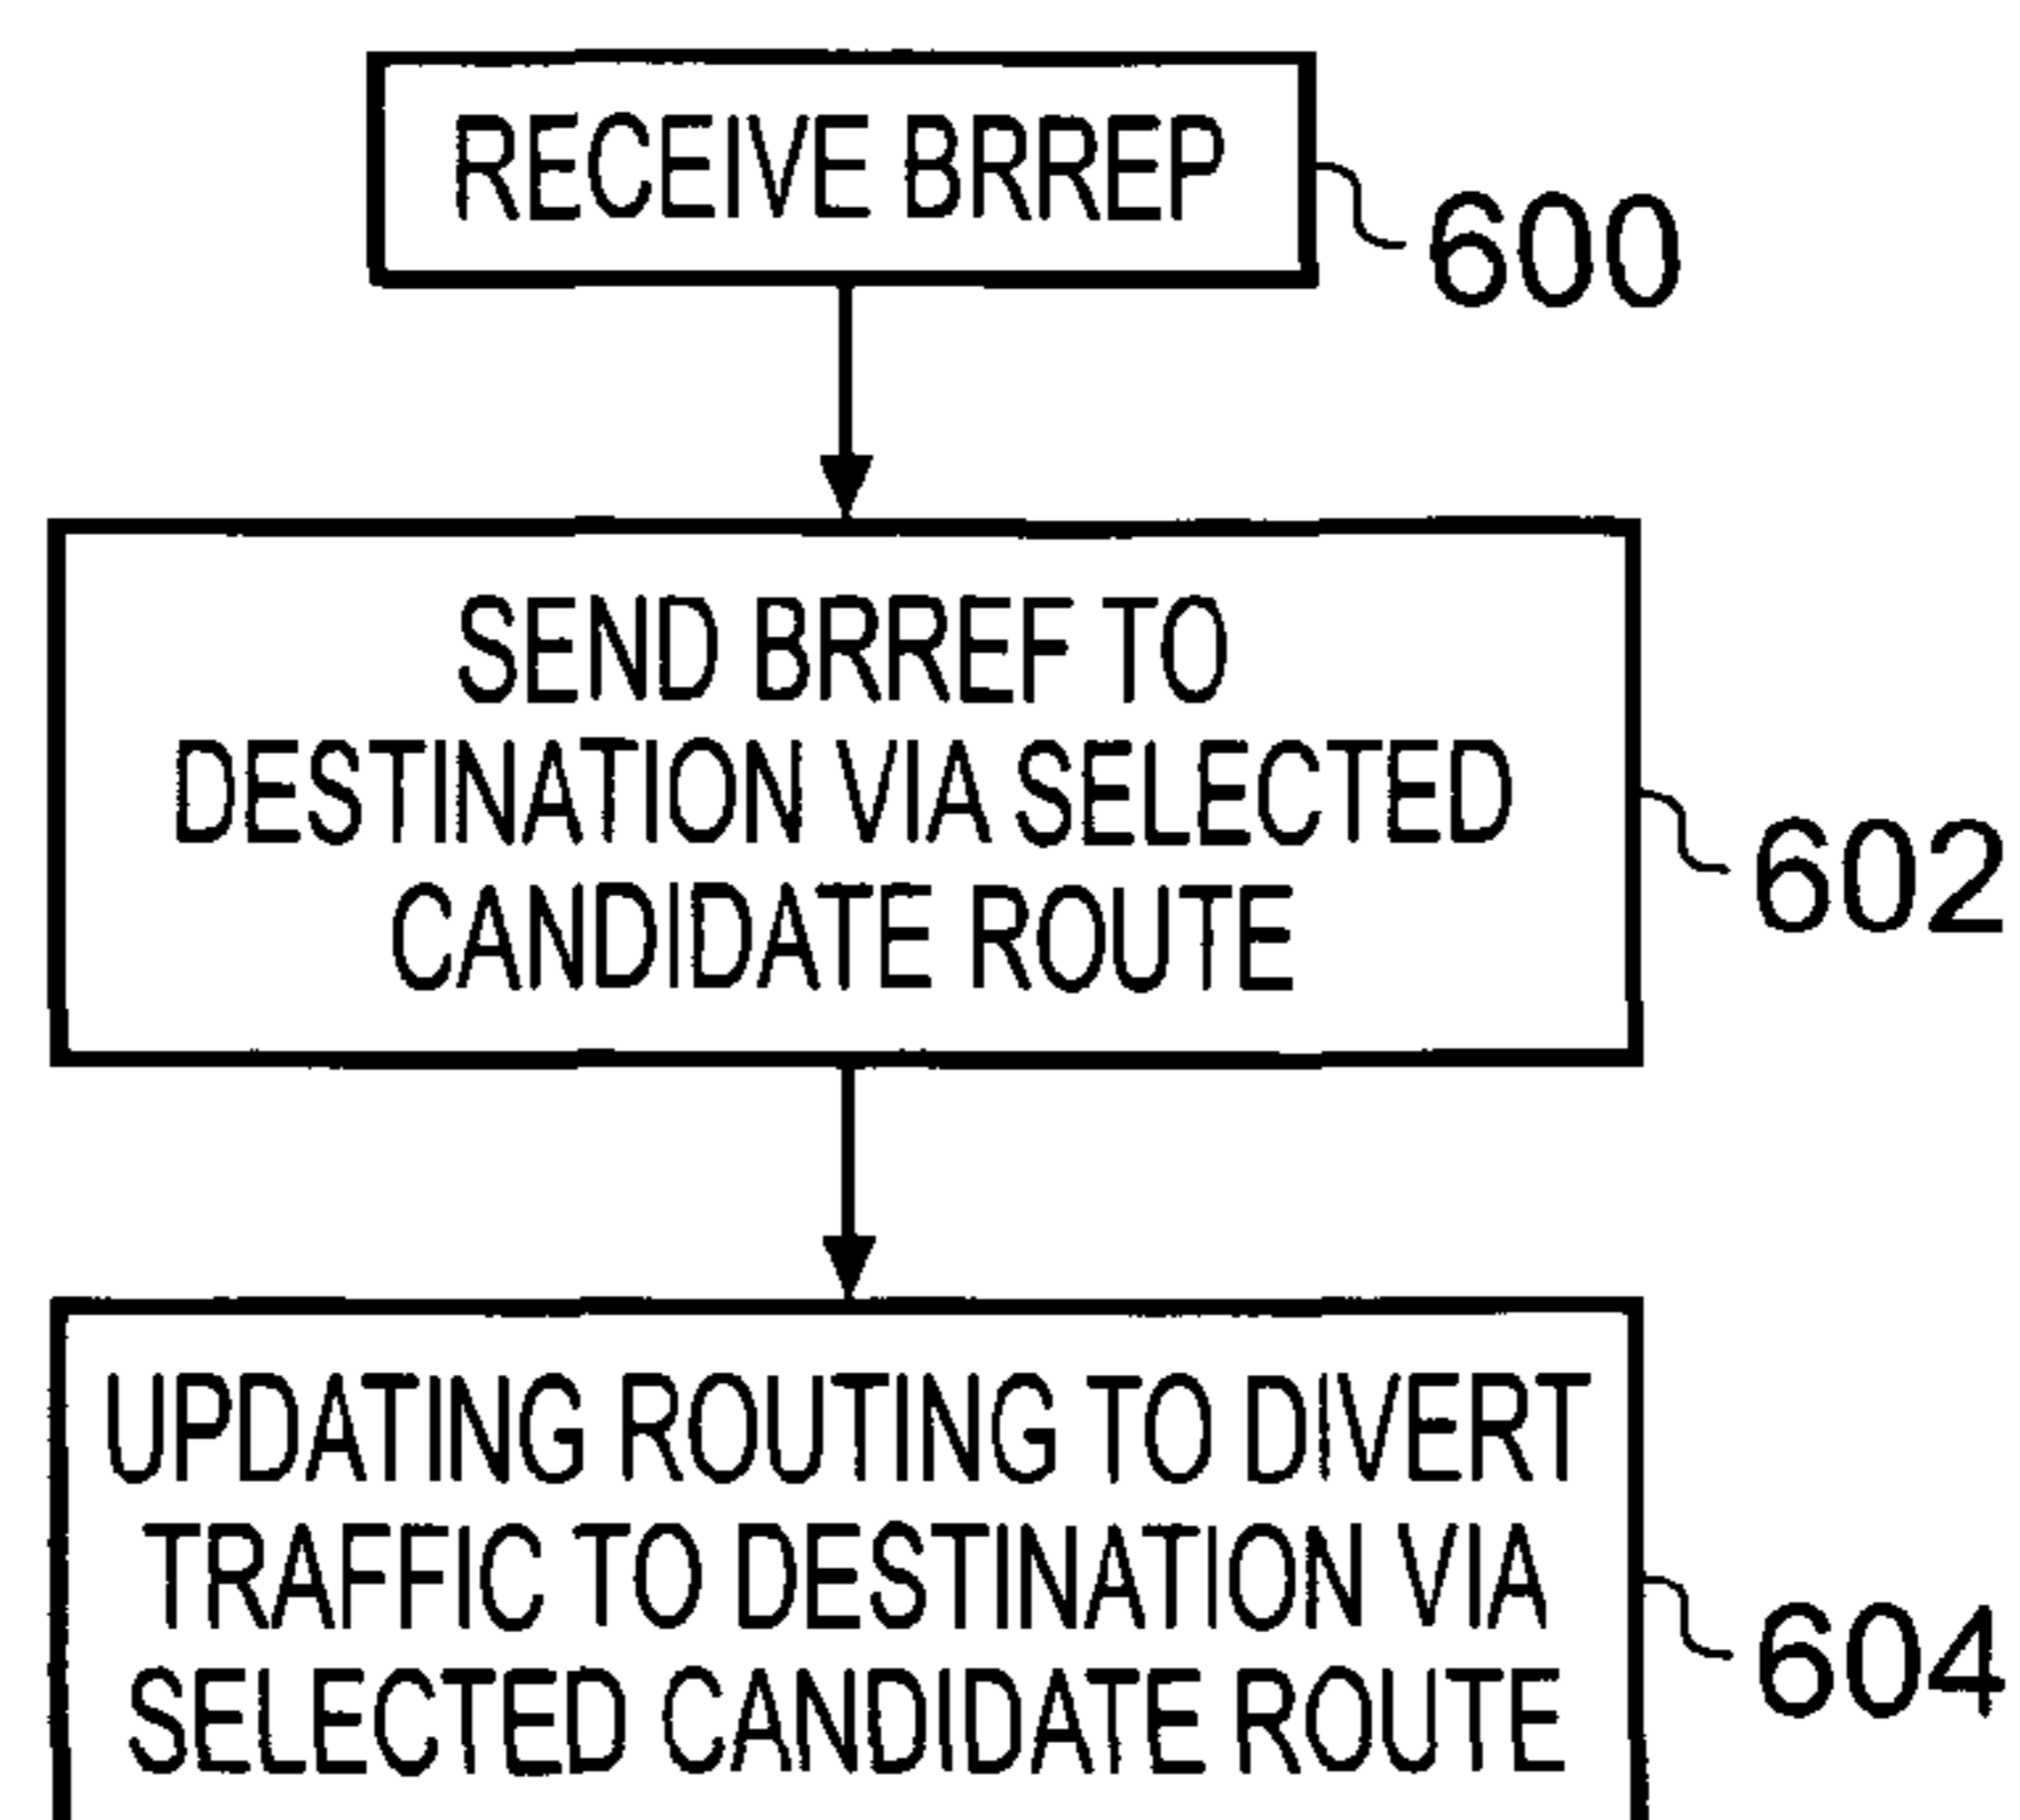 RECEIVE BRREP
600
SEND BRREF TO
DESTINATION VIA SELECTED
CANDIDATE ROUTE
602
UPDATING ROUTING TO DIVERT
TRAFFIC TO DESTINATION VIA
SELECTED CANDIDATE ROUTE
604